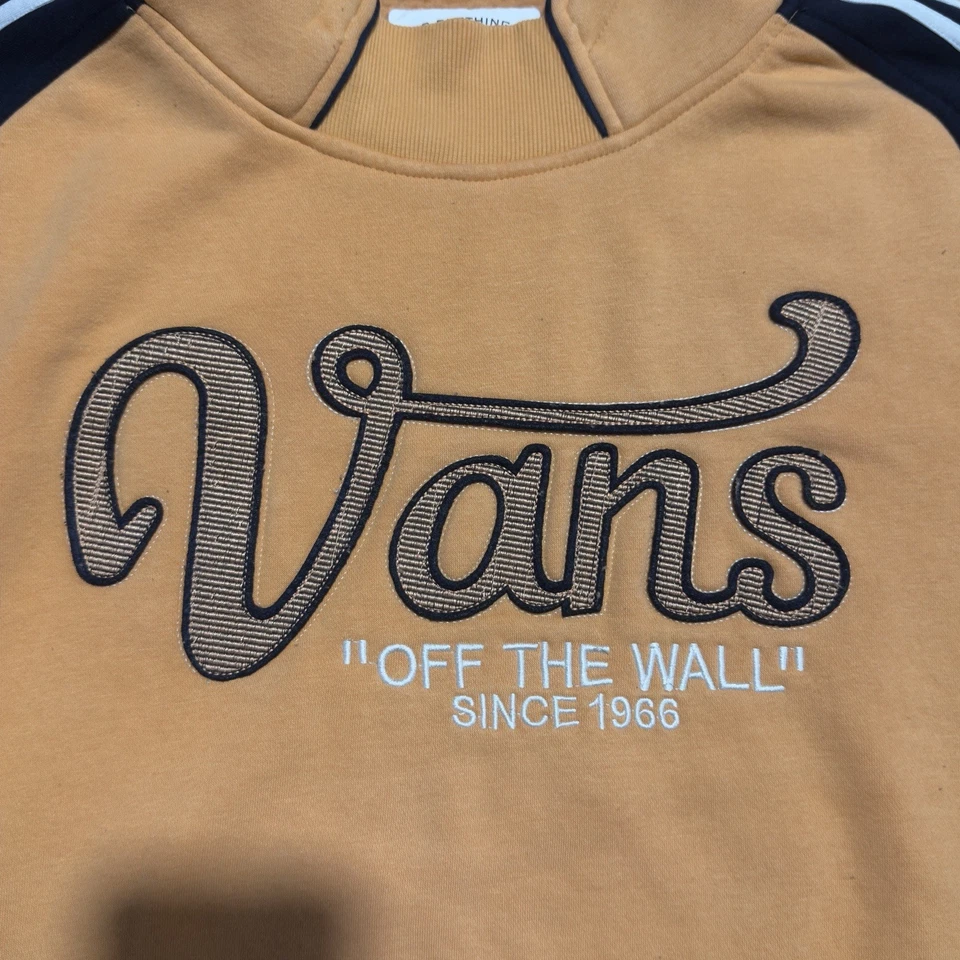 Vans
"OFF THE WALL"
SINCE 1966